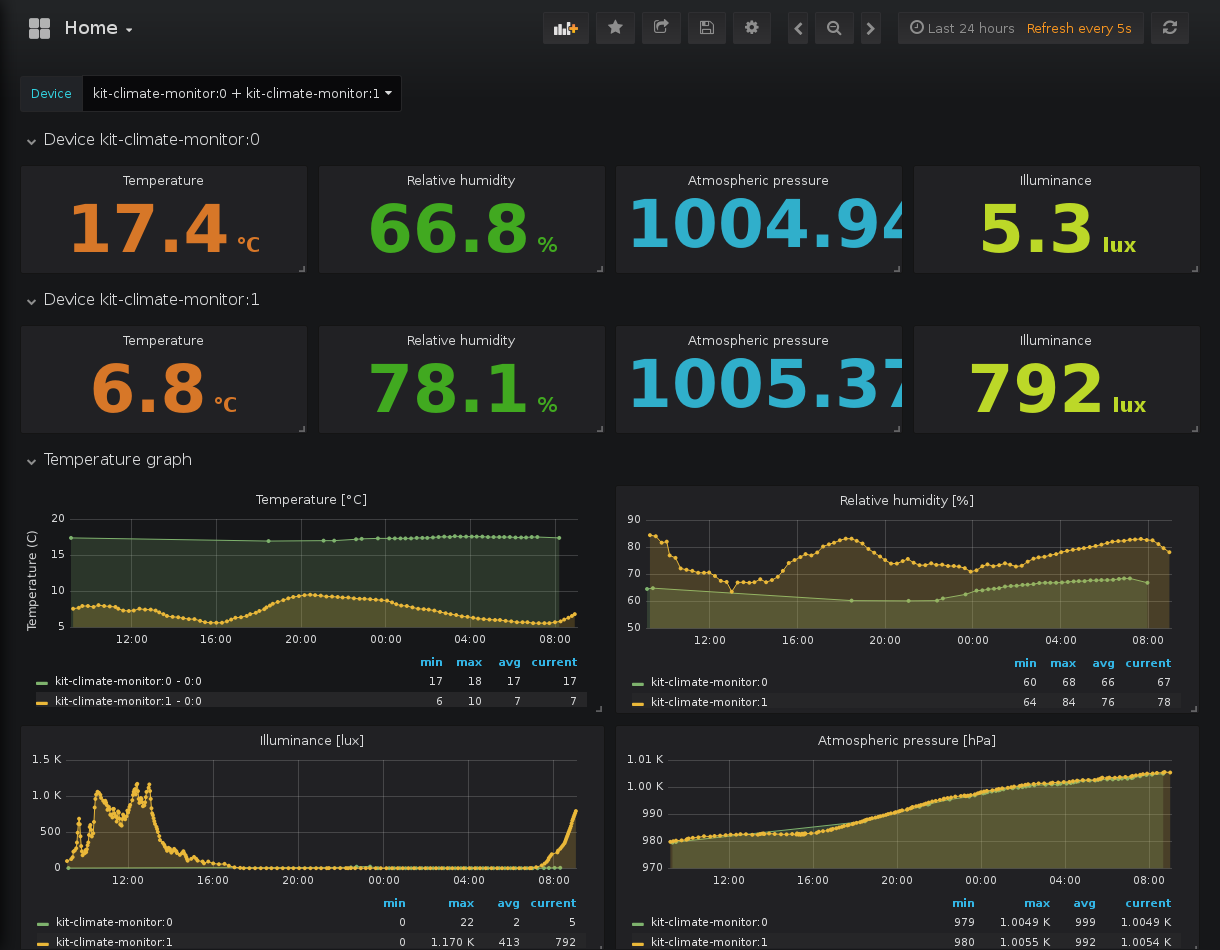 Home
Last 24 hours Refresh every 5s
Device kit-climate-monitor:0 + kit-climate-monitor:1
Device kit-climate-monitor:0
Temperature Relative humidity Atmospheric pressure Illuminance
17.4 °C 66.8 % 1004.94 5.3 lux
Device kit-climate-monitor:1
Temperature Relative humidity Atmospheric pressure Illuminance
6.8 °C 78.1 % 1005.37 792 lux
Temperature graph
Temperature [°C]
Temperature (C)
20
15
10
5
12:00 16:00 20:00 00:00 04:00 08:00
min max avg current
kit-climate-monitor:0 - 0:0 17 18 17 17
kit-climate-monitor:1 - 0:0 6 10 7 7
Relative humidity [%]
90
80
70
60
50
12:00 16:00 20:00 00:00 04:00 08:00
min max avg current
kit-climate-monitor:0 60 68 66 67
kit-climate-monitor:1 64 84 76 78
Illuminance [lux]
1.5 K
1.0 K
500
0
12:00 16:00 20:00 00:00 04:00 08:00
min max avg current
kit-climate-monitor:0 0 22 2 5
kit-climate-monitor:1 0 1.170 K 413 792
Atmospheric pressure [hPa]
1.01 K
1.00 K
990
980
970
12:00 16:00 20:00 00:00 04:00 08:00
min max avg current
kit-climate-monitor:0 979 1.0049 K 999 1.0049 K
kit-climate-monitor:1 980 1.0055 K 992 1.0054 K